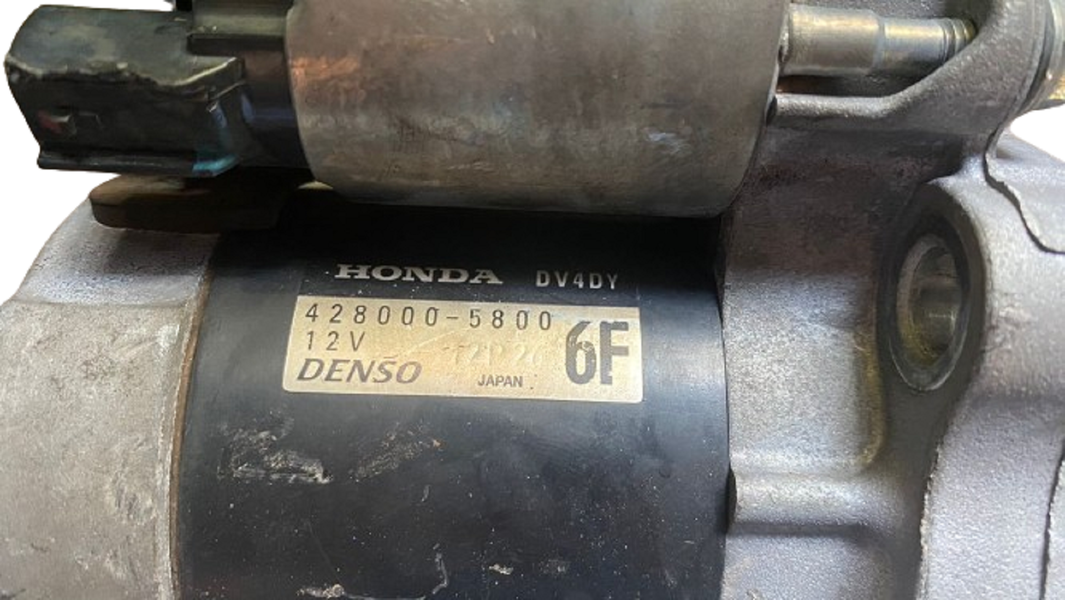 HONDA DV4DY
428000-5800
12V
6F
DENSO JAPAN